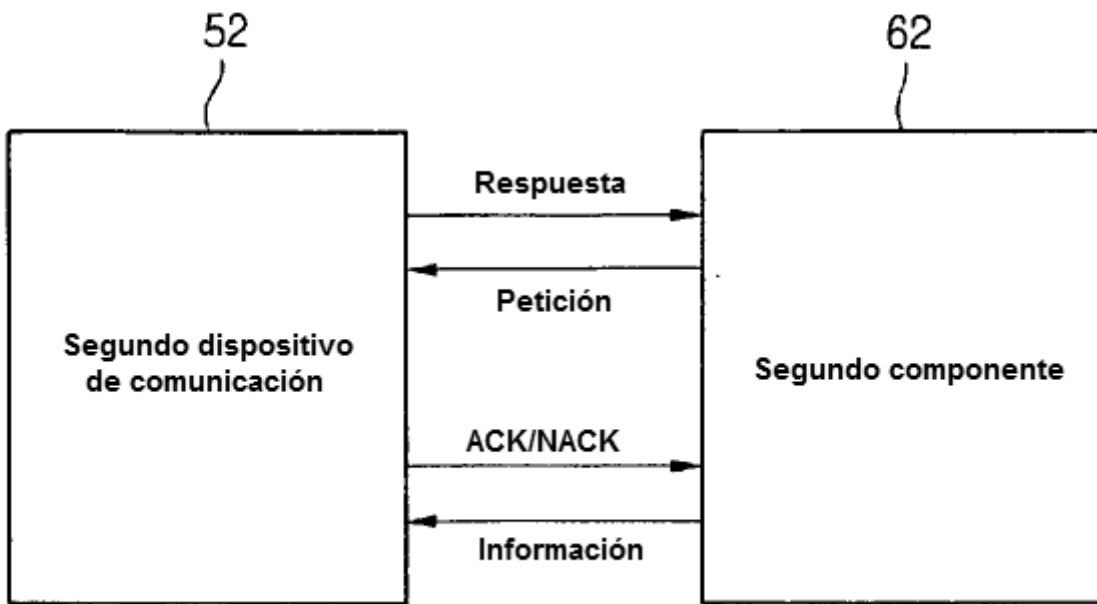 52
62
Respuesta
Petición
Segundo dispositivo
de comunicación
Segundo componente
ACK/NACK
Información